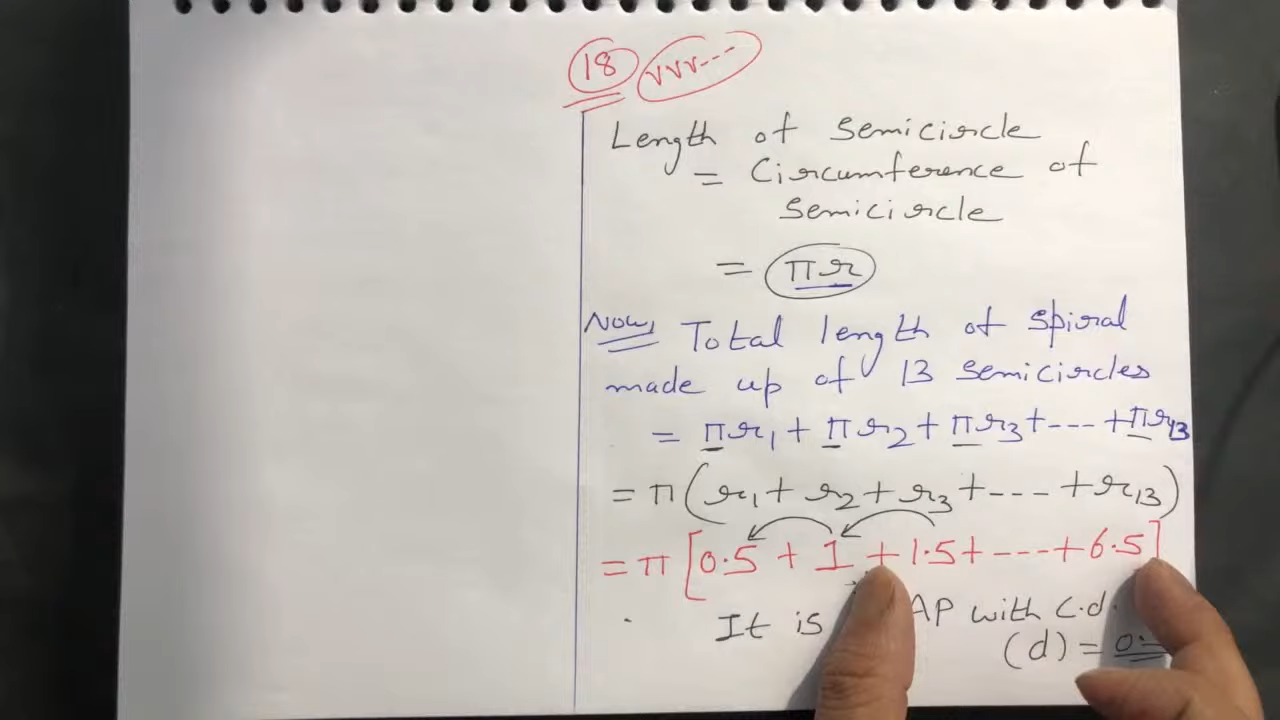 18 vvv---
Length of Semicircle
= Circumference of
Semicircle
= πr
Now, Total length of spiral
made up of 13 semicircles
= πr₁ + πr₂ + πr₃ + --- + πr₁₃
= π(r₁ + r₂ + r₃ + --- + r₁₃)
= π[0.5 + 1 + 1.5 + --- + 6.5]
It is AP with C.d.
(d) =